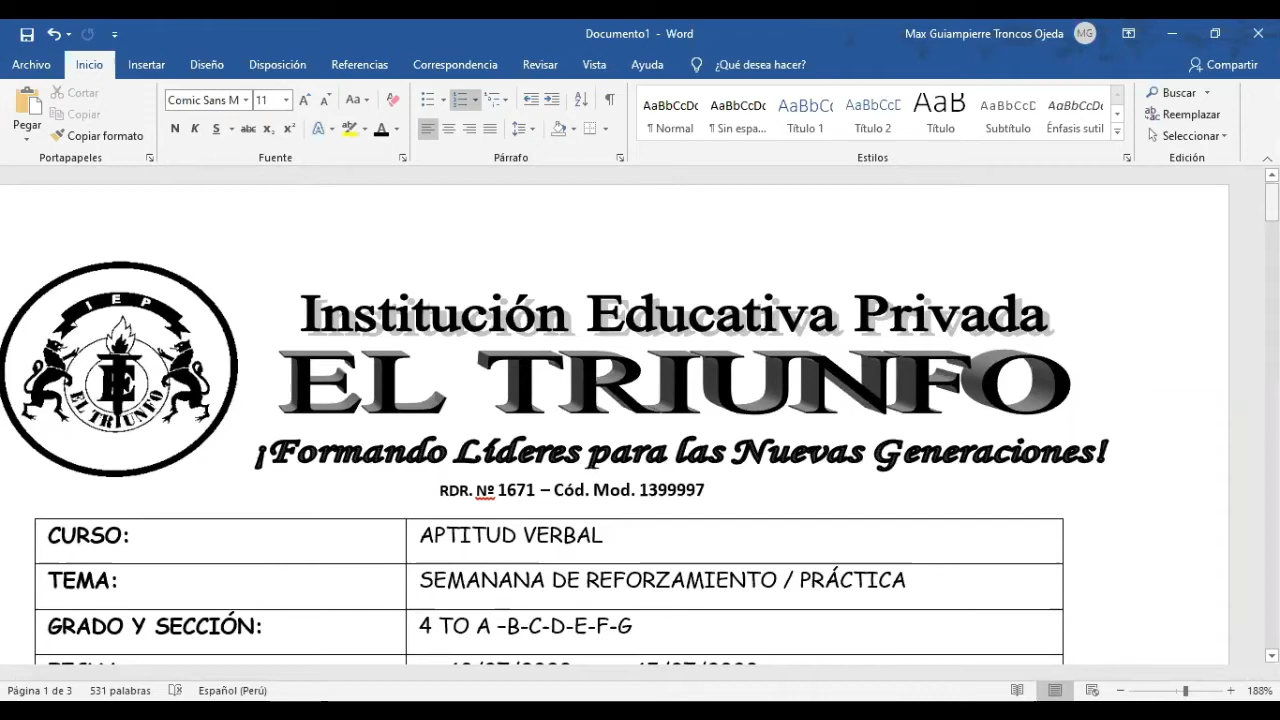 Documento1 - Word
Max Guiampierre Troncos Ojeda MG
Archivo Inicio Insertar Diseño Disposición Referencias Correspondencia Revisar Vista Ayuda ¿Qué desea hacer? Compartir
Pegar
Cortar
Copiar
Copiar formato
Portapapeles
Comic Sans M 11
N K S abc x₂ x²
Fuente
Párrafo
AaBbCcDc AaBbCcDc AaBbCc AaBbCcD AaB AaBbCcD AaBbCcDc
¶ Normal ¶ Sin espa... Título 1 Título 2 Título Subtítulo Énfasis sutil
Estilos
Buscar
Reemplazar
Seleccionar
Edición
I E P
EL TRIUNFO
Institución Educativa Privada
EL TRIUNFO
¡Formando Líderes para las Nuevas Generaciones!
RDR. Nº 1671 – Cód. Mod. 1399997
CURSO: APTITUD VERBAL
TEMA: SEMANANA DE REFORZAMIENTO / PRÁCTICA
GRADO Y SECCIÓN: 4 TO A –B-C-D-E-F-G
Página 1 de 3 531 palabras Español (Perú) 188%